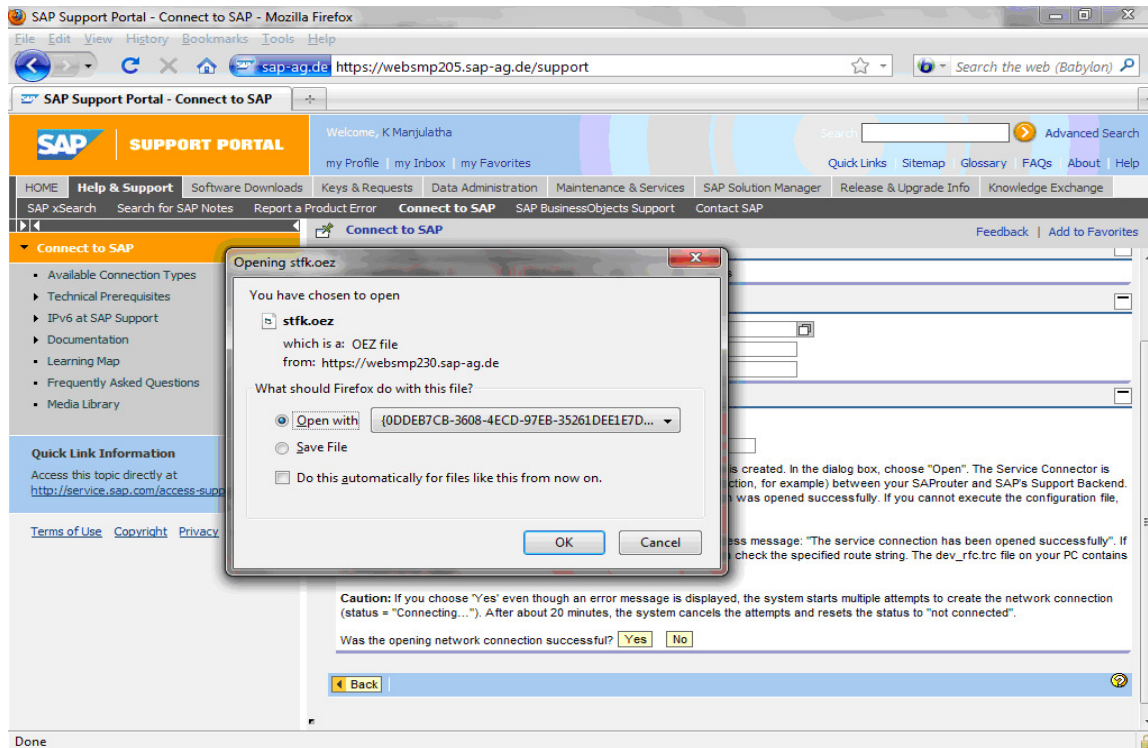 SAP Support Portal - Connect to SAP - Mozilla Firefox
File Edit View History Bookmarks Tools Help
sap-ag.de https://websmp205.sap-ag.de/support
Search the web (Babylon)
SAP Support Portal - Connect to SAP
SAP SUPPORT PORTAL
Welcome, K Manjulatha
Search
Advanced Search
my Profile my Inbox my Favorites
Quick Links Sitemap Glossary FAQs About Help
HOME Help & Support Software Downloads Keys & Requests Data Administration Maintenance & Services SAP Solution Manager Release & Upgrade Info Knowledge Exchange
SAP xSearch Search for SAP Notes Report a Product Error Connect to SAP SAP BusinessObjects Support Contact SAP
Connect to SAP
Feedback | Add to Favorites
Connect to SAP
Available Connection Types
Technical Prerequisites
IPv6 at SAP Support
Documentation
Learning Map
Frequently Asked Questions
Media Library
Quick Link Information
Access this topic directly at
http://service.sap.com/access-supp
Terms of Use Copyright Privacy
Opening stfk.oez
You have chosen to open
stfk.oez
which is a: OEZ file
from: https://websmp230.sap-ag.de
What should Firefox do with this file?
Open with {0DDEB7CB-3608-4ECD-97EB-35261DEE1E7D...
Save File
Do this automatically for files like this from now on.
OK Cancel
is created. In the dialog box, choose "Open". The Service Connector is
ction, for example) between your SAProuter and SAP's Support Backend.
was opened successfully. If you cannot execute the configuration file,
ess message: "The service connection has been opened successfully". If
check the specified route string. The dev_rfc.trc file on your PC contains
Caution: If you choose 'Yes' even though an error message is displayed, the system starts multiple attempts to create the network connection
(status = "Connecting..."). After about 20 minutes, the system cancels the attempts and resets the status to "not connected".
Was the opening network connection successful? Yes No
Back
Done